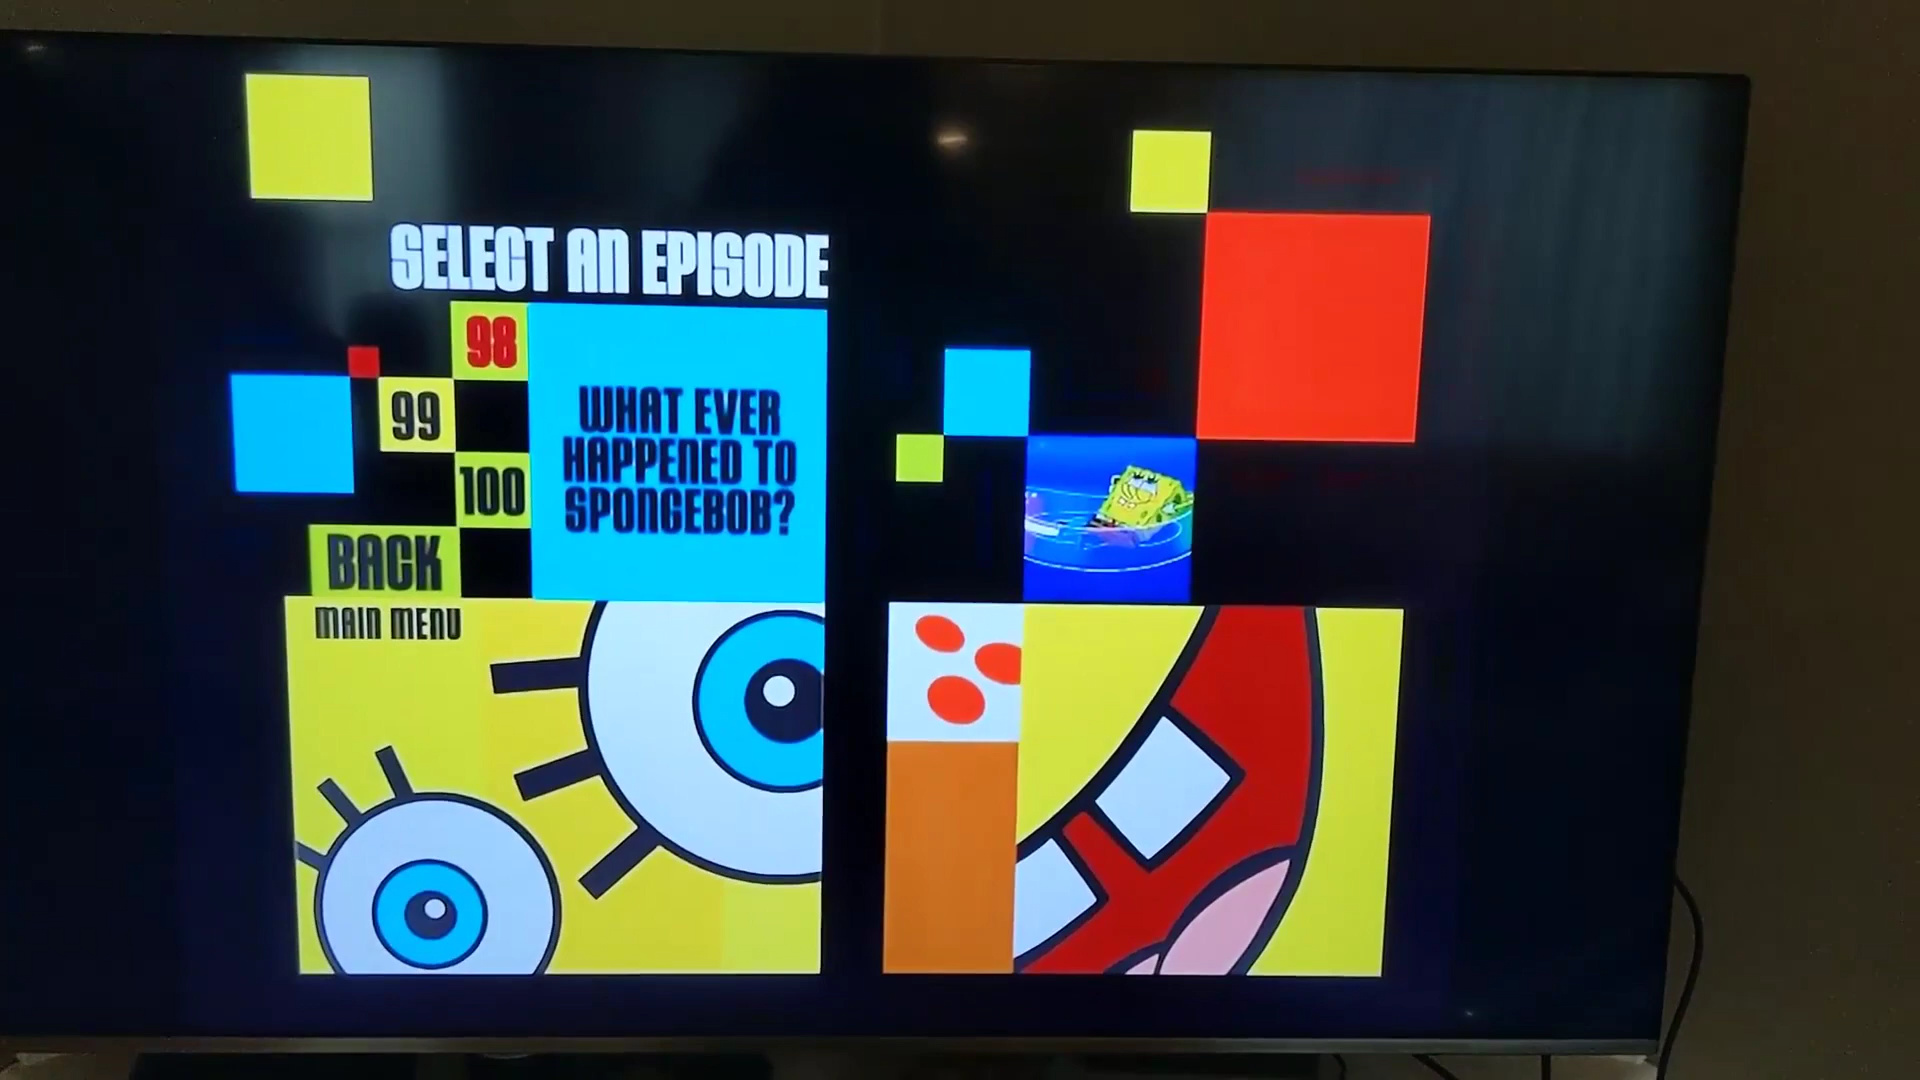 SELECT AN EPISODE
98
99
100
WHAT EVER
HAPPENED TO
SPONGEBOB?
BACK
MAIN MENU